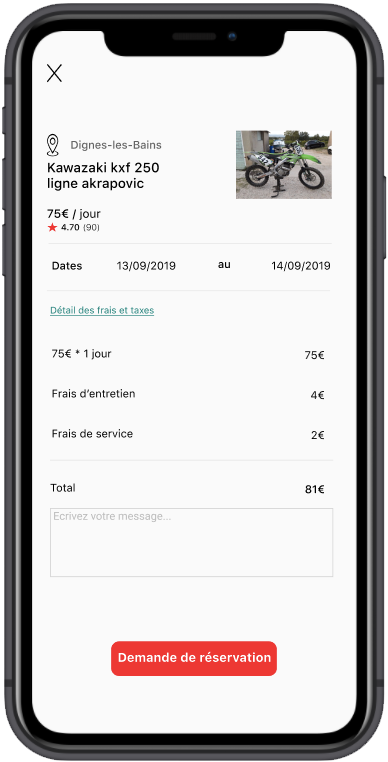 X
Dignes-les-Bains
Kawazaki kxf 250
ligne akrapovic
75€ / jour
4.70 (90)
Dates 13/09/2019 au 14/09/2019
Détail des frais et taxes
75€ * 1 jour 75€
Frais d'entretien 4€
Frais de service 2€
Total 81€
Ecrivez votre message...
Demande de réservation